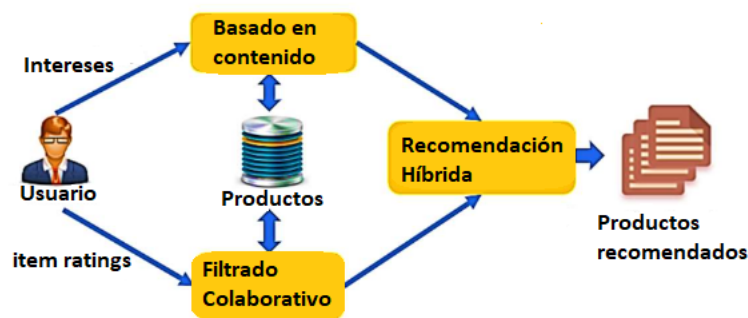 Basado en
contenido
Intereses
Usuario
Productos
Recomendación
Híbrida
item ratings
Filtrado
Colaborativo
Productos
recomendados